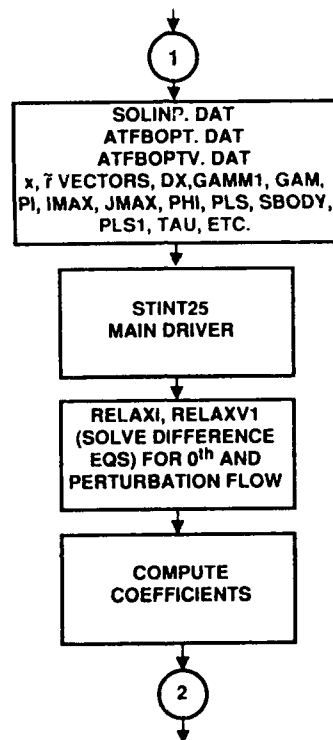 1
SOLINP. DAT
ATFBOPT. DAT
ATFBOPTV. DAT
x, r̃ VECTORS, DX,GAMM1, GAM,
PI, IMAX, JMAX, PHI, PLS, SBODY,
PLS1, TAU, ETC.
STINT25
MAIN DRIVER
RELAXI, RELAXV1
(SOLVE DIFFERENCE
EQS) FOR 0th AND
PERTURBATION FLOW
COMPUTE
COEFFICIENTS
2